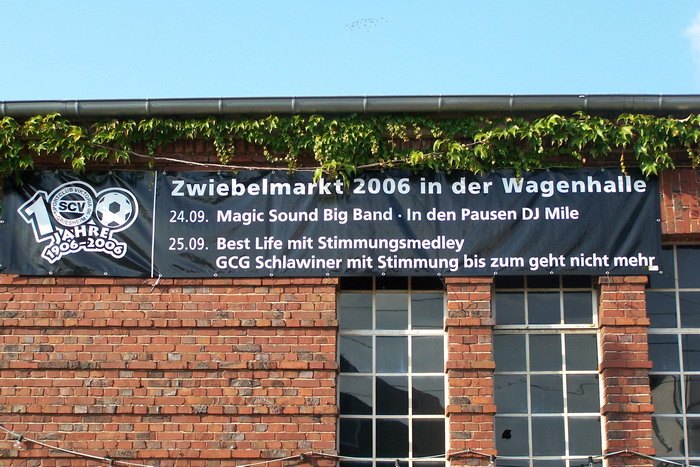 100
SCV
JAHRE
1906-2006
Zwiebelmarkt 2006 in der Wagenhalle
24.09. Magic Sound Big Band · In den Pausen DJ Mile
25.09. Best Life mit Stimmungsmedley
GCG Schlawiner mit Stimmung bis zum geht nicht mehr